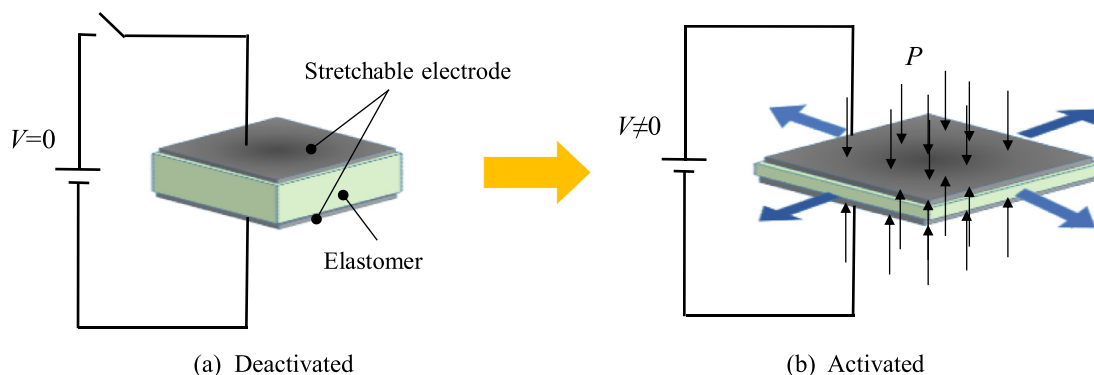 Stretchable electrode
V=0
Elastomer
(a) Deactivated
P
V≠0
(b) Activated